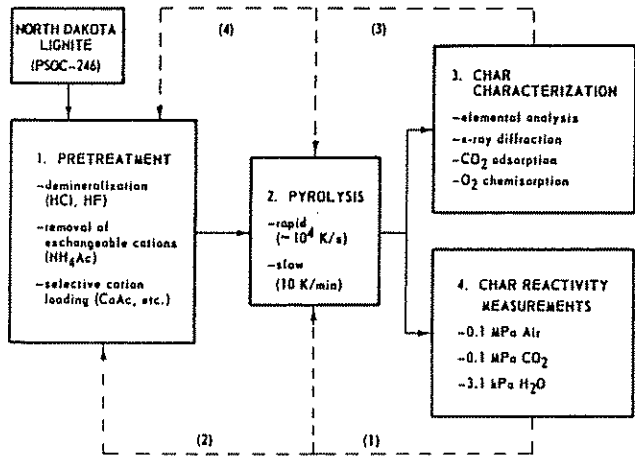 NORTH DAKOTA
LIGNITE
(PSOC-246)
(4)
(3)
1. PRETREATMENT
-demineralization
(HCl, HF)
-removal of
exchangeable cations
(NH4Ac)
-selective cation
loading (CaAc, etc.)
2. PYROLYSIS
-rapid
(~10⁴ K/s)
-slow
(10 K/min)
3. CHAR
CHARACTERIZATION
-elemental analysis
-x-ray diffraction
-CO₂ adsorption
-O₂ chemisorption
4. CHAR REACTIVITY
MEASUREMENTS
-0.1 MPa Air
-0.1 MPa CO₂
-3.1 kPa H₂O
(2)
(1)